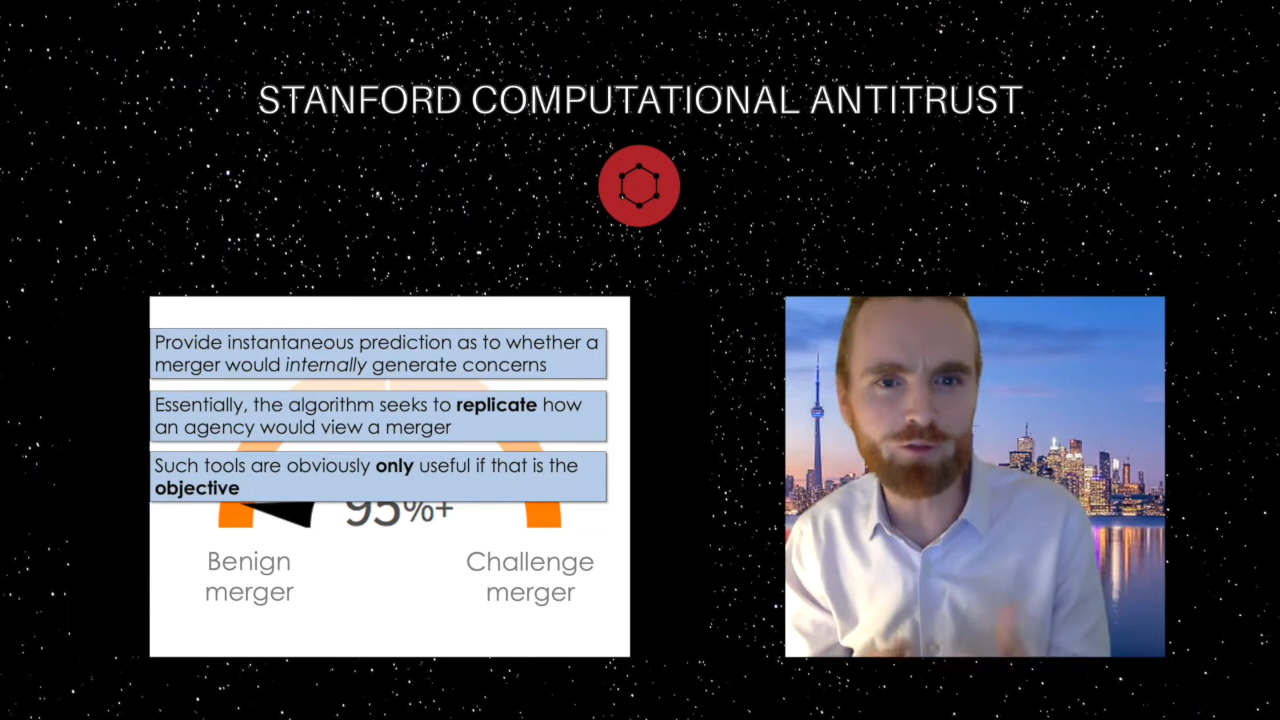 STANFORD COMPUTATIONAL ANTITRUST
Provide instantaneous prediction as to whether a
merger would internally generate concerns
Essentially, the algorithm seeks to replicate how
an agency would view a merger
Such tools are obviously only useful if that is the
objective
95%+
Benign
merger
Challenge
merger